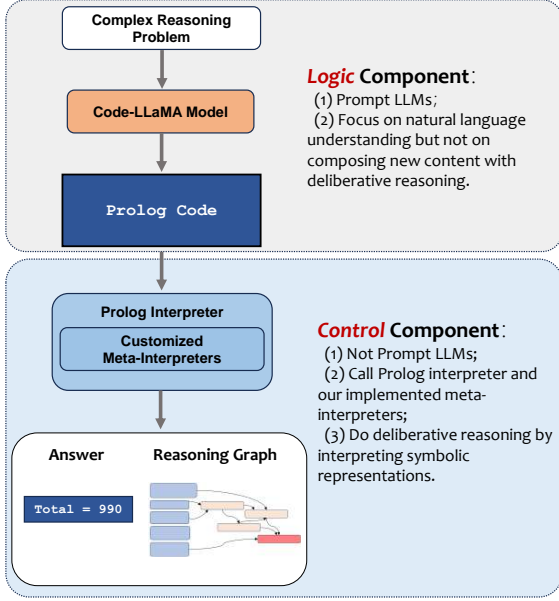 Complex Reasoning
Problem
Code-LLaMA Model
Prolog Code
Logic Component:
(1) Prompt LLMs;
(2) Focus on natural language
understanding but not on
composing new content with
deliberative reasoning.
Prolog Interpreter
Customized
Meta-Interpreters
Control Component:
(1) Not Prompt LLMs;
(2) Call Prolog interpreter and
our implemented meta-
interpreters;
(3) Do deliberative reasoning by
interpreting symbolic
representations.
Answer
Reasoning Graph
Total = 990